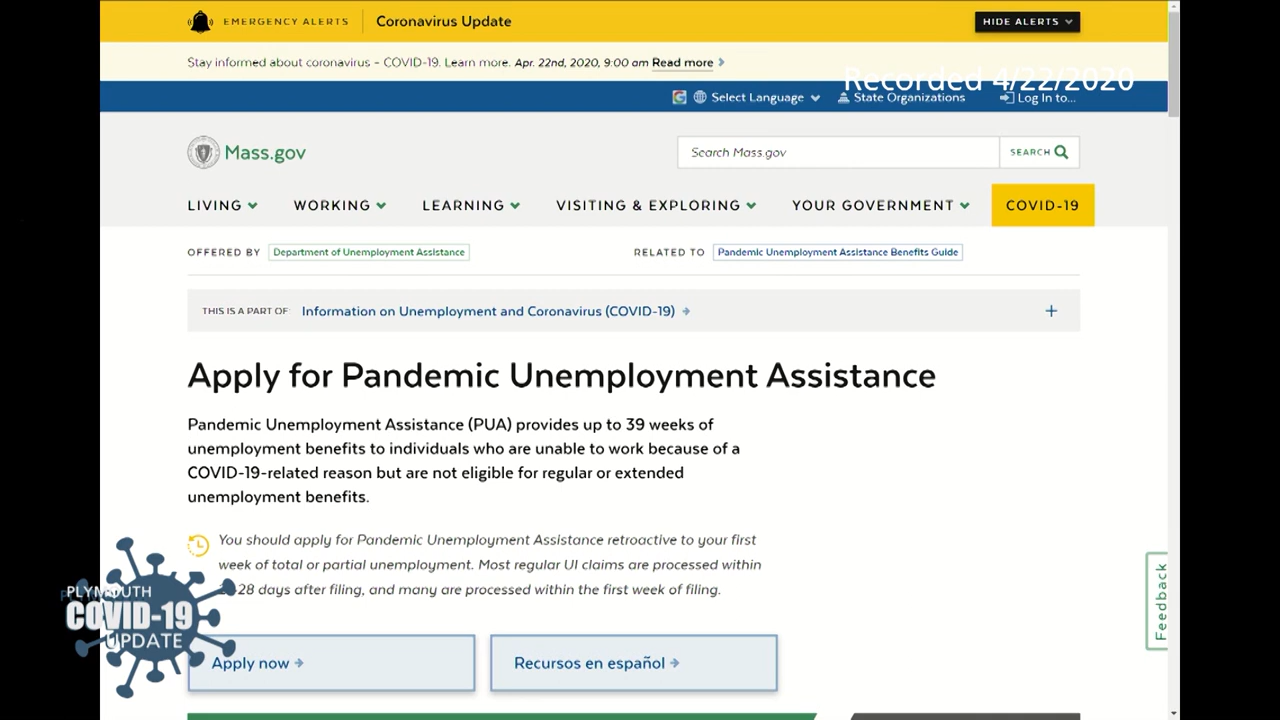 EMERGENCY ALERTS Coronavirus Update HIDE ALERTS
Stay informed about coronavirus - COVID-19. Learn more. Apr. 22nd, 2020, 9:00 am Read more
Recorded 4/22/2020
Select Language State Organizations Log In to...
Mass.gov Search Mass.gov SEARCH
LIVING WORKING LEARNING VISITING & EXPLORING YOUR GOVERNMENT COVID-19
OFFERED BY Department of Unemployment Assistance RELATED TO Pandemic Unemployment Assistance Benefits Guide
THIS IS A PART OF: Information on Unemployment and Coronavirus (COVID-19)
Apply for Pandemic Unemployment Assistance
Pandemic Unemployment Assistance (PUA) provides up to 39 weeks of
unemployment benefits to individuals who are unable to work because of a
COVID-19-related reason but are not eligible for regular or extended
unemployment benefits.
You should apply for Pandemic Unemployment Assistance retroactive to your first
week of total or partial unemployment. Most regular UI claims are processed within
-28 days after filing, and many are processed within the first week of filing.
PLYMOUTH
COVID-19
UPDATE
Apply now Recursos en español
Feedback